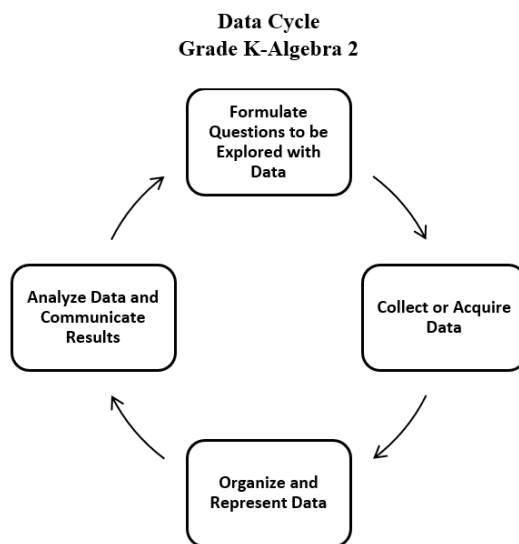 Data Cycle
Grade K-Algebra 2
Formulate
Questions to be
Explored with
Data
Collect or Acquire
Data
Organize and
Represent Data
Analyze Data and
Communicate
Results